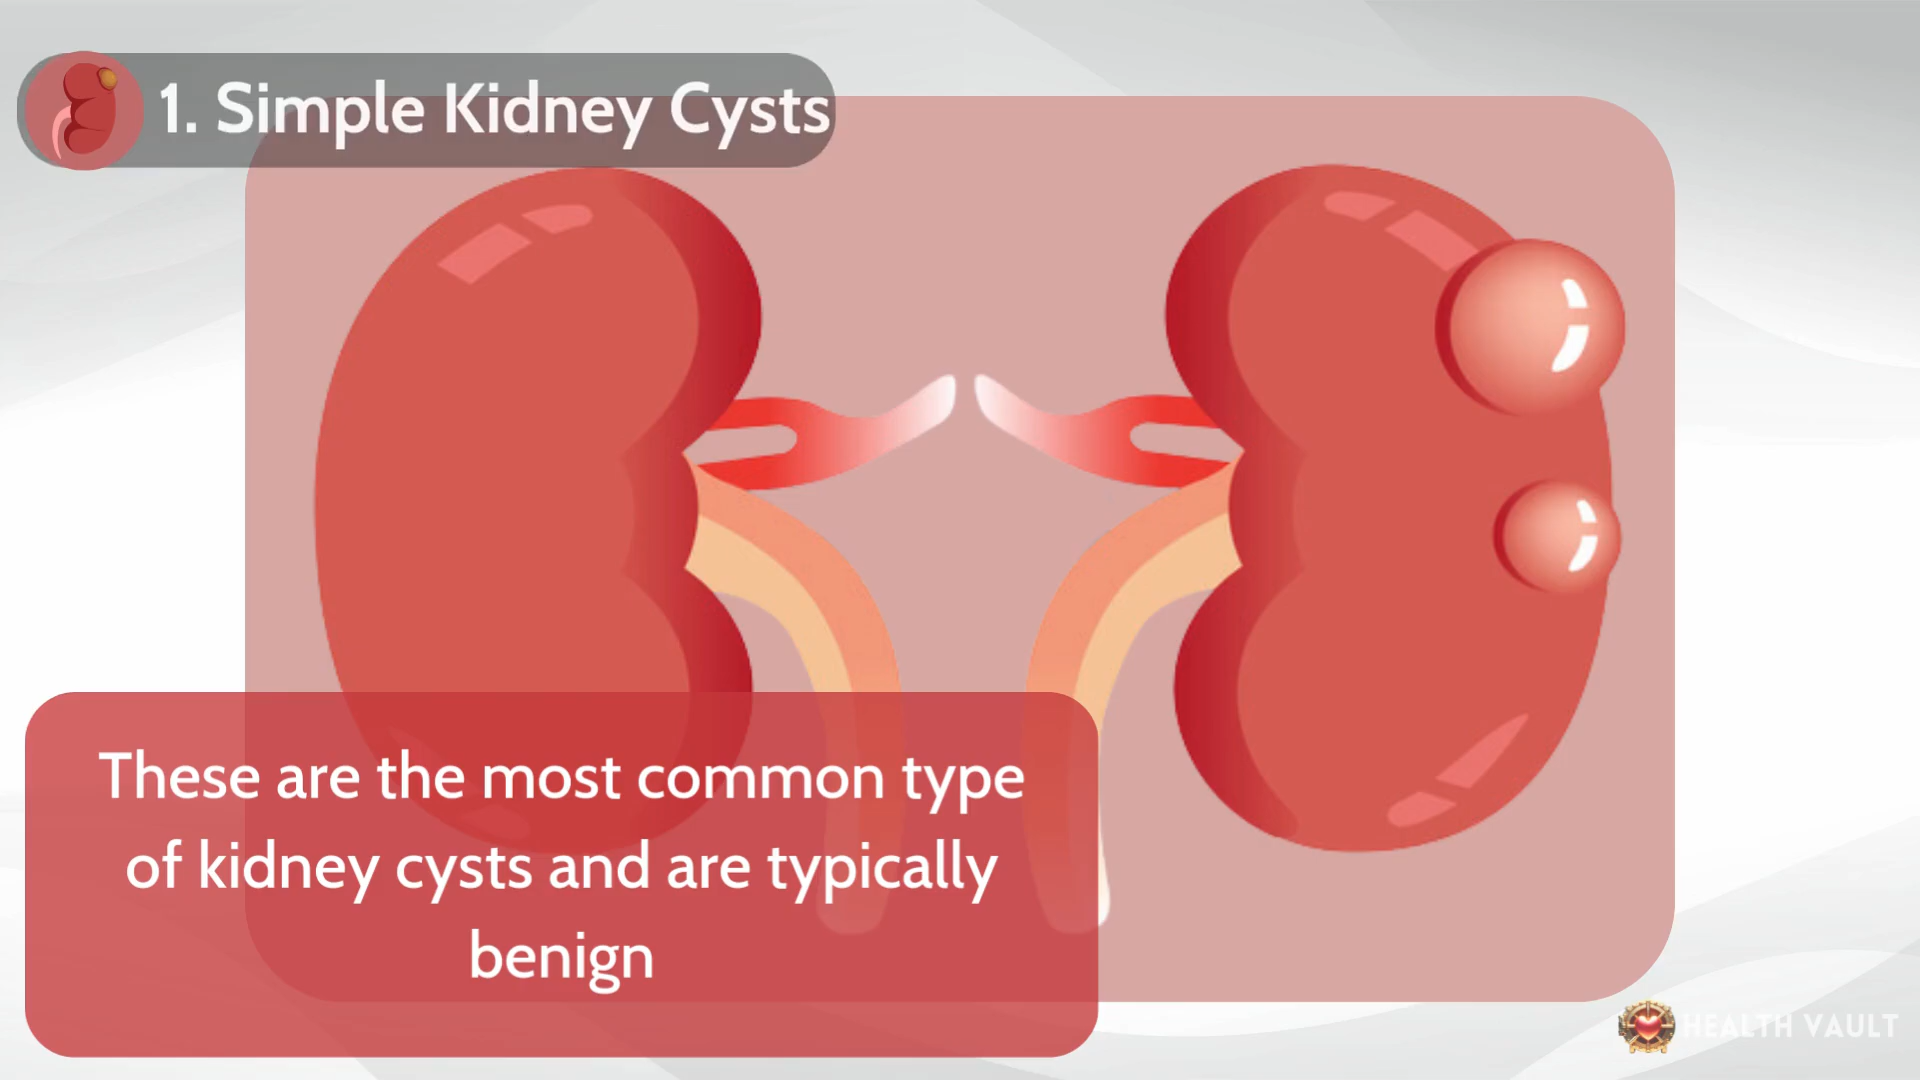 1. Simple Kidney Cysts
These are the most common type
of kidney cysts and are typically
benign
HEALTH VAULT